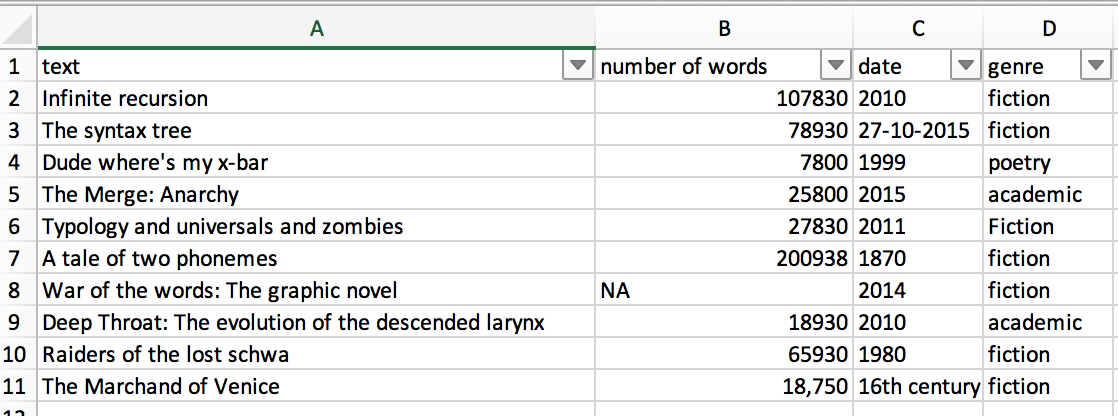 A B C D
1 text number of words date genre
2 Infinite recursion 107830 2010 fiction
3 The syntax tree 78930 27-10-2015 fiction
4 Dude where's my x-bar 7800 1999 poetry
5 The Merge: Anarchy 25800 2015 academic
6 Typology and universals and zombies 27830 2011 Fiction
7 A tale of two phonemes 200938 1870 fiction
8 War of the words: The graphic novel NA 2014 fiction
9 Deep Throat: The evolution of the descended larynx 18930 2010 academic
10 Raiders of the lost schwa 65930 1980 fiction
11 The Marchand of Venice 18,750 16th century fiction
12